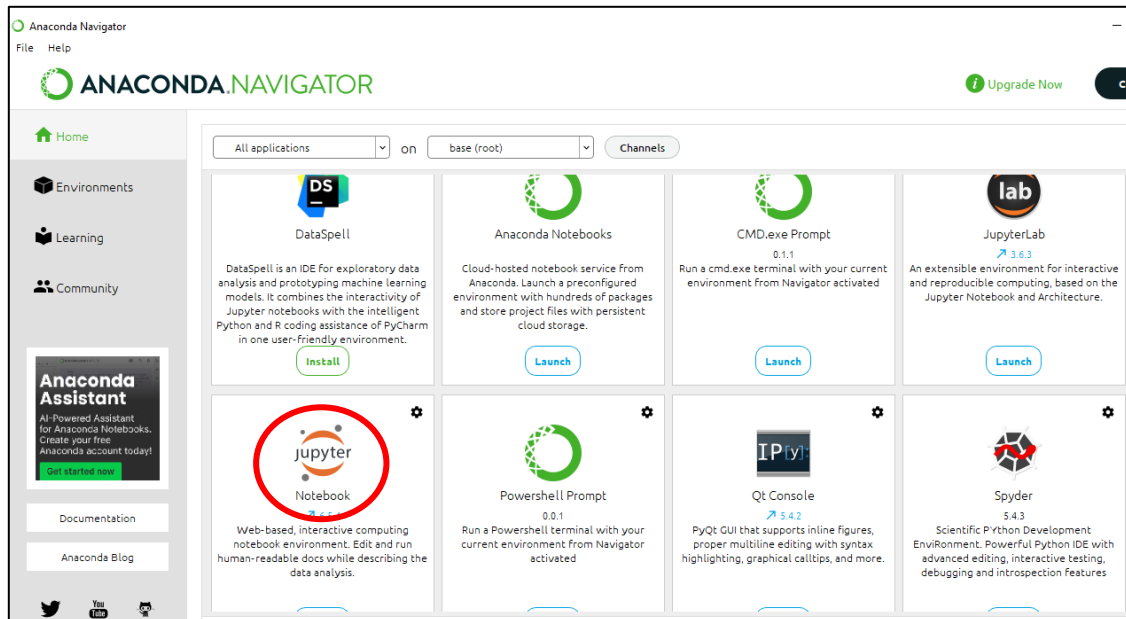 Anaconda Navigator
File Help
ANACONDA.NAVIGATOR
Upgrade Now
Home
Environments
Learning
Community
Anaconda
Assistant
AI-Powered Assistant
for Anaconda Notebooks.
Create your free
Anaconda account today!
Get started now
Documentation
Anaconda Blog
You
Tube
All applications
on
base (root)
Channels
DS
DataSpell
DataSpell is an IDE for exploratory data
analysis and prototyping machine learning
models. It combines the interactivity of
Jupyter notebooks with the intelligent
Python and R coding assistance of PyCharm
in one user-friendly environment.
Install
Anaconda Notebooks
Cloud-hosted notebook service from
Anaconda. Launch a preconfigured
environment with hundreds of packages
and store project files with persistent
cloud storage.
Launch
CMD.exe Prompt
0.1.1
Run a cmd.exe terminal with your current
environment from Navigator activated
Launch
lab
JupyterLab
3.6.3
An extensible environment for interactive
and reproducible computing, based on the
Jupyter Notebook and Architecture.
Launch
jupyter
Notebook
Web-based, interactive computing
notebook environment. Edit and run
human-readable docs while describing the
data analysis.
Powershell Prompt
0.0.1
Run a Powershell terminal with your
current environment from Navigator
activated
IP[y]:
Qt Console
5.4.2
PyQt GUI that supports inline figures,
proper multiline editing with syntax
highlighting, graphical calltips, and more.
Spyder
5.4.3
Scientific PYthon Development
EnviRonment. Powerful Python IDE with
advanced editing, interactive testing,
debugging and introspection features